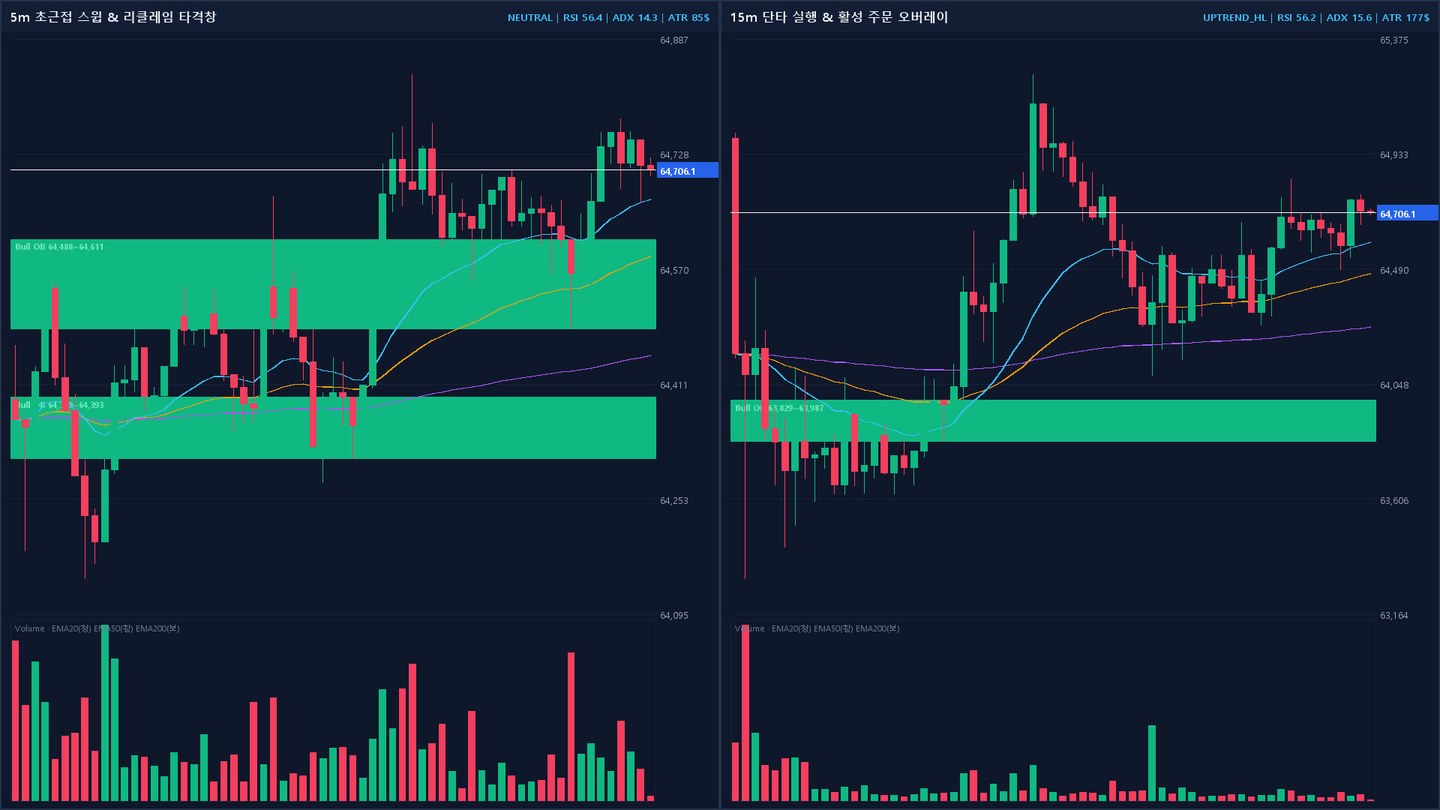 5m 초근접 스윙 & 리클레임 타격창
NEUTRAL | RSI 56.4 | ADX 14.3 | ATR 85$
64,887
64,728
64,706.1
Bull OB 64,488~64,611
64,570
64,411
64,393
64,253
64,095
Volume · EMA20(청) EMA50(황) EMA200(보)
15m 단타 실행 & 활성 주문 오버레이
UPTREND_HL | RSI 56.2 | ADX 15.6 | ATR 177$
65,375
64,933
64,706.1
64,490
64,048
Bull OB 63,829~63,987
63,606
63,164
Volume · EMA20(청) EMA50(황) EMA200(보)